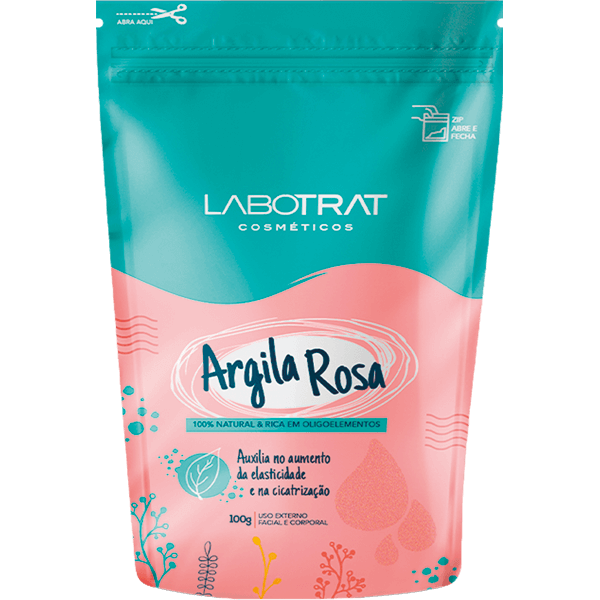 ABRA AQUI
ZIP
ABRE E
FECHA
LABOTRAT
COSMÉTICOS
Argila Rosa
100% NATURAL & RICA EM OLIGOELEMENTOS
Auxilia no aumento
da elasticidade
e na cicatrização
100g
USO EXTERNO
FACIAL E CORPORAL